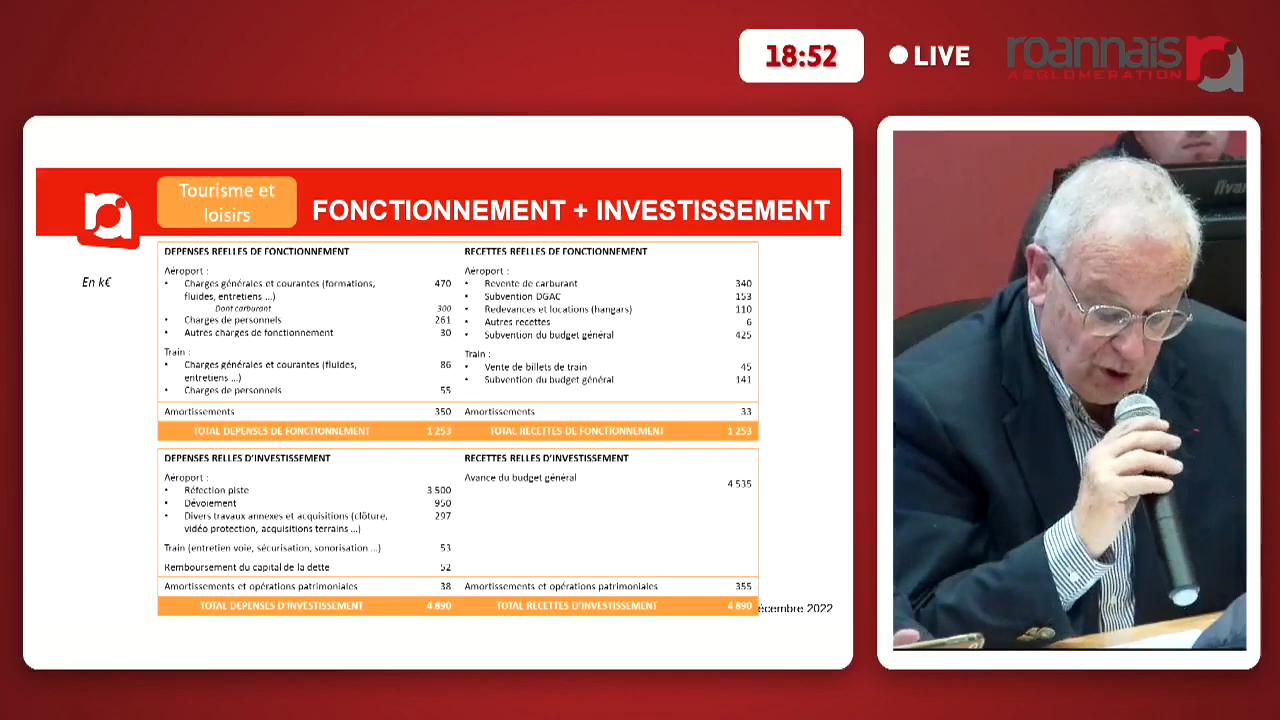 18:52
LIVE
roannais
AGGLOMERATION
Tourisme et
loisirs
FONCTIONNEMENT + INVESTISSEMENT
En k€
DEPENSES REELLES DE FONCTIONNEMENT
Aéroport :
• Charges générales et courantes (formations, 470
fluides, entretiens ...)
Dont carburant 300
• Charges de personnels 261
• Autres charges de fonctionnement 30
Train :
• Charges générales et courantes (fluides, 86
entretiens ...)
• Charges de personnels 55
Amortissements 350
TOTAL DEPENSES DE FONCTIONNEMENT 1 253
RECETTES REELLES DE FONCTIONNEMENT
Aéroport :
• Revente de carburant 340
• Subvention DGAC 153
• Redevances et locations (hangars) 110
• Autres recettes 6
• Subvention du budget général 425
Train :
• Vente de billets de train 45
• Subvention du budget général 141
Amortissements 33
TOTAL RECETTES DE FONCTIONNEMENT 1 253
DEPENSES RELLES D'INVESTISSEMENT
Aéroport :
• Réfection piste 3 500
• Dévoiement 950
• Divers travaux annexes et acquisitions (clôture, 297
vidéo protection, acquisitions terrains ...)
Train (entretien voie, sécurisation, sonorisation ...) 53
Remboursement du capital de la dette 52
Amortissements et opérations patrimoniales 38
TOTAL DEPENSES D'INVESTISSEMENT 4 890
RECETTES RELLES D'INVESTISSEMENT
Avance du budget général
4 535
Amortissements et opérations patrimoniales 355
TOTAL RECETTES D'INVESTISSEMENT 4 890
écembre 2022